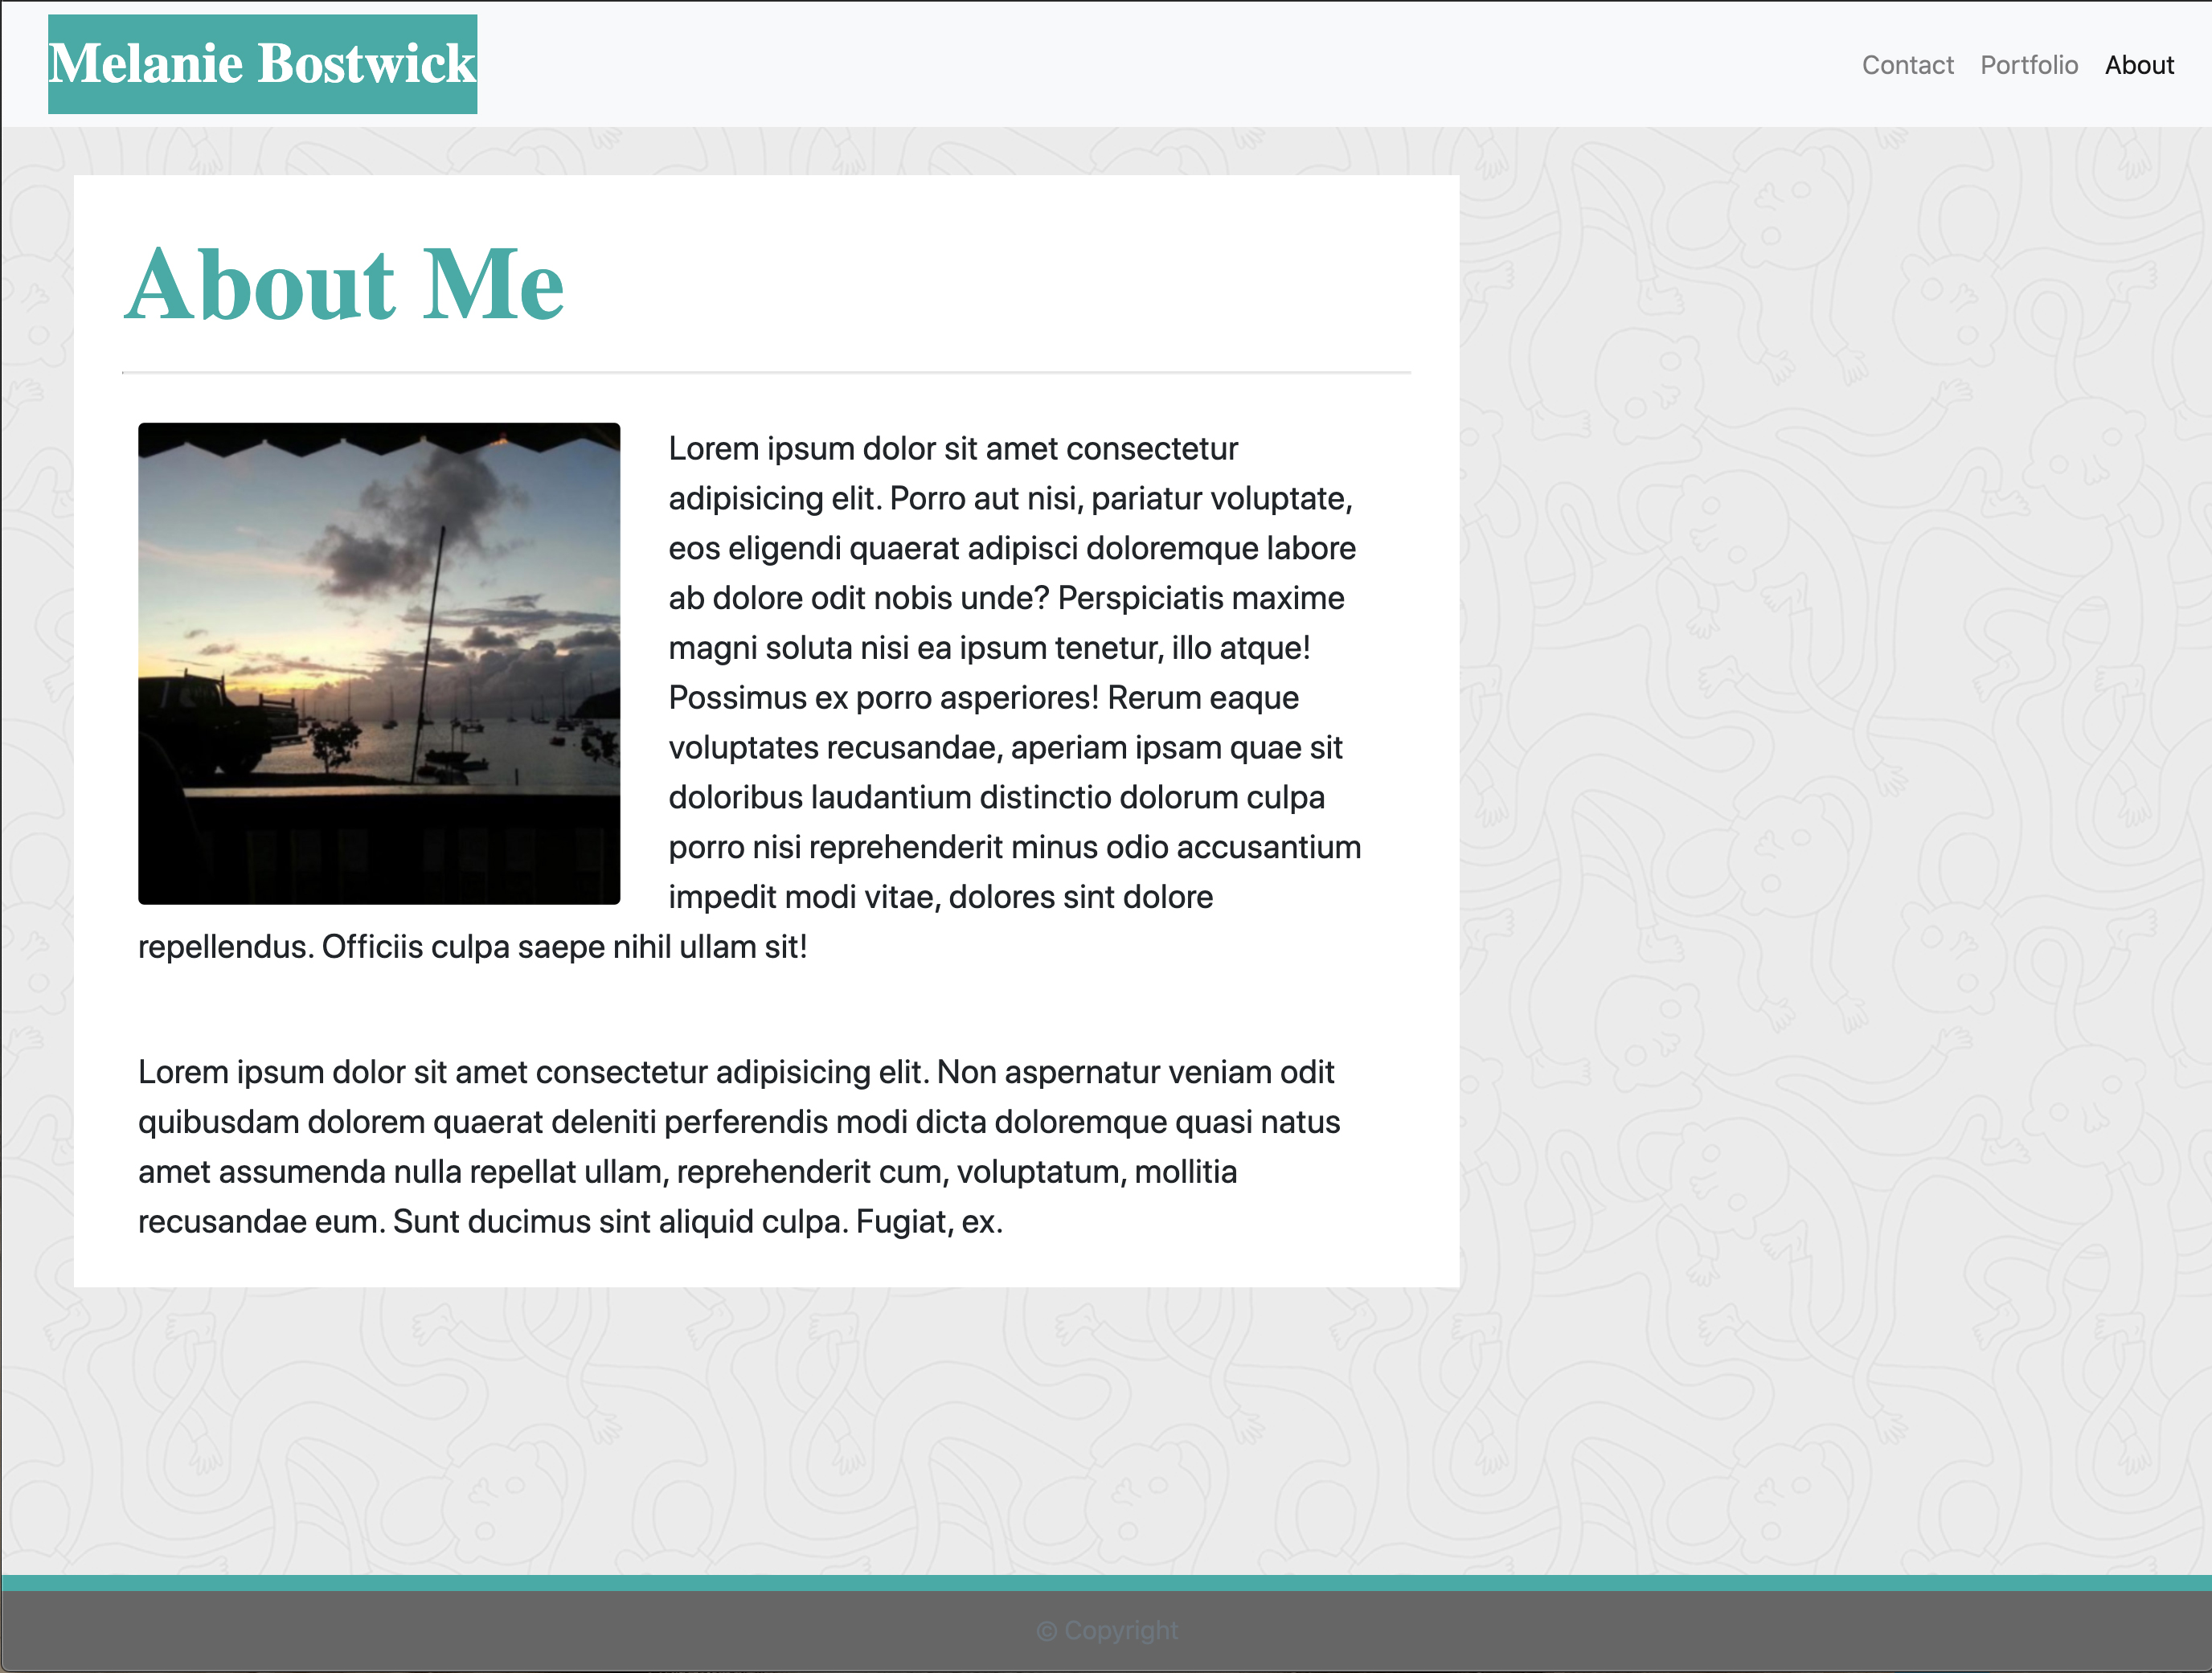 Melanie Bostwick
Contact Portfolio About
About Me
Lorem ipsum dolor sit amet consectetur
adipisicing elit. Porro aut nisi, pariatur voluptate,
eos eligendi quaerat adipisci doloremque labore
ab dolore odit nobis unde? Perspiciatis maxime
magni soluta nisi ea ipsum tenetur, illo atque!
Possimus ex porro asperiores! Rerum eaque
voluptates recusandae, aperiam ipsam quae sit
doloribus laudantium distinctio dolorum culpa
porro nisi reprehenderit minus odio accusantium
impedit modi vitae, dolores sint dolore
repellendus. Officiis culpa saepe nihil ullam sit!
Lorem ipsum dolor sit amet consectetur adipisicing elit. Non aspernatur veniam odit
quibusdam dolorem quaerat deleniti perferendis modi dicta doloremque quasi natus
amet assumenda nulla repellat ullam, reprehenderit cum, voluptatum, mollitia
recusandae eum. Sunt ducimus sint aliquid culpa. Fugiat, ex.
© Copyright